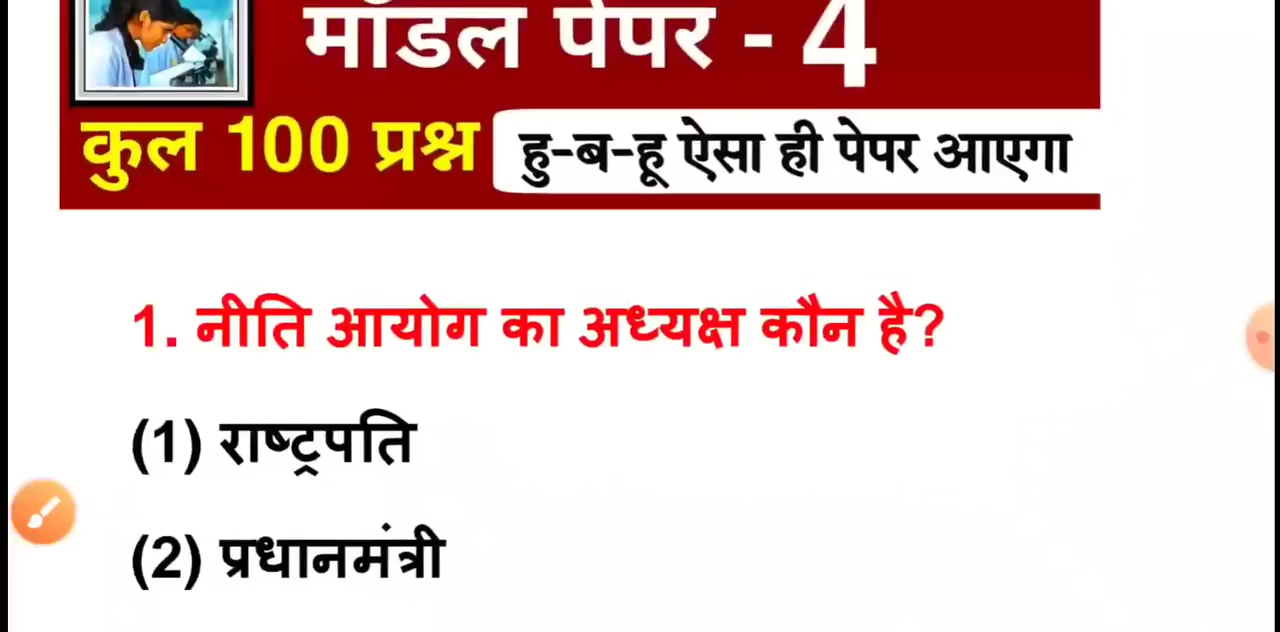 मॉडल पेपर - 4
कुल 100 प्रश्न हु-ब-हू ऐसा ही पेपर आएगा
1. नीति आयोग का अध्यक्ष कौन है?
(1) राष्ट्रपति
(2) प्रधानमंत्री